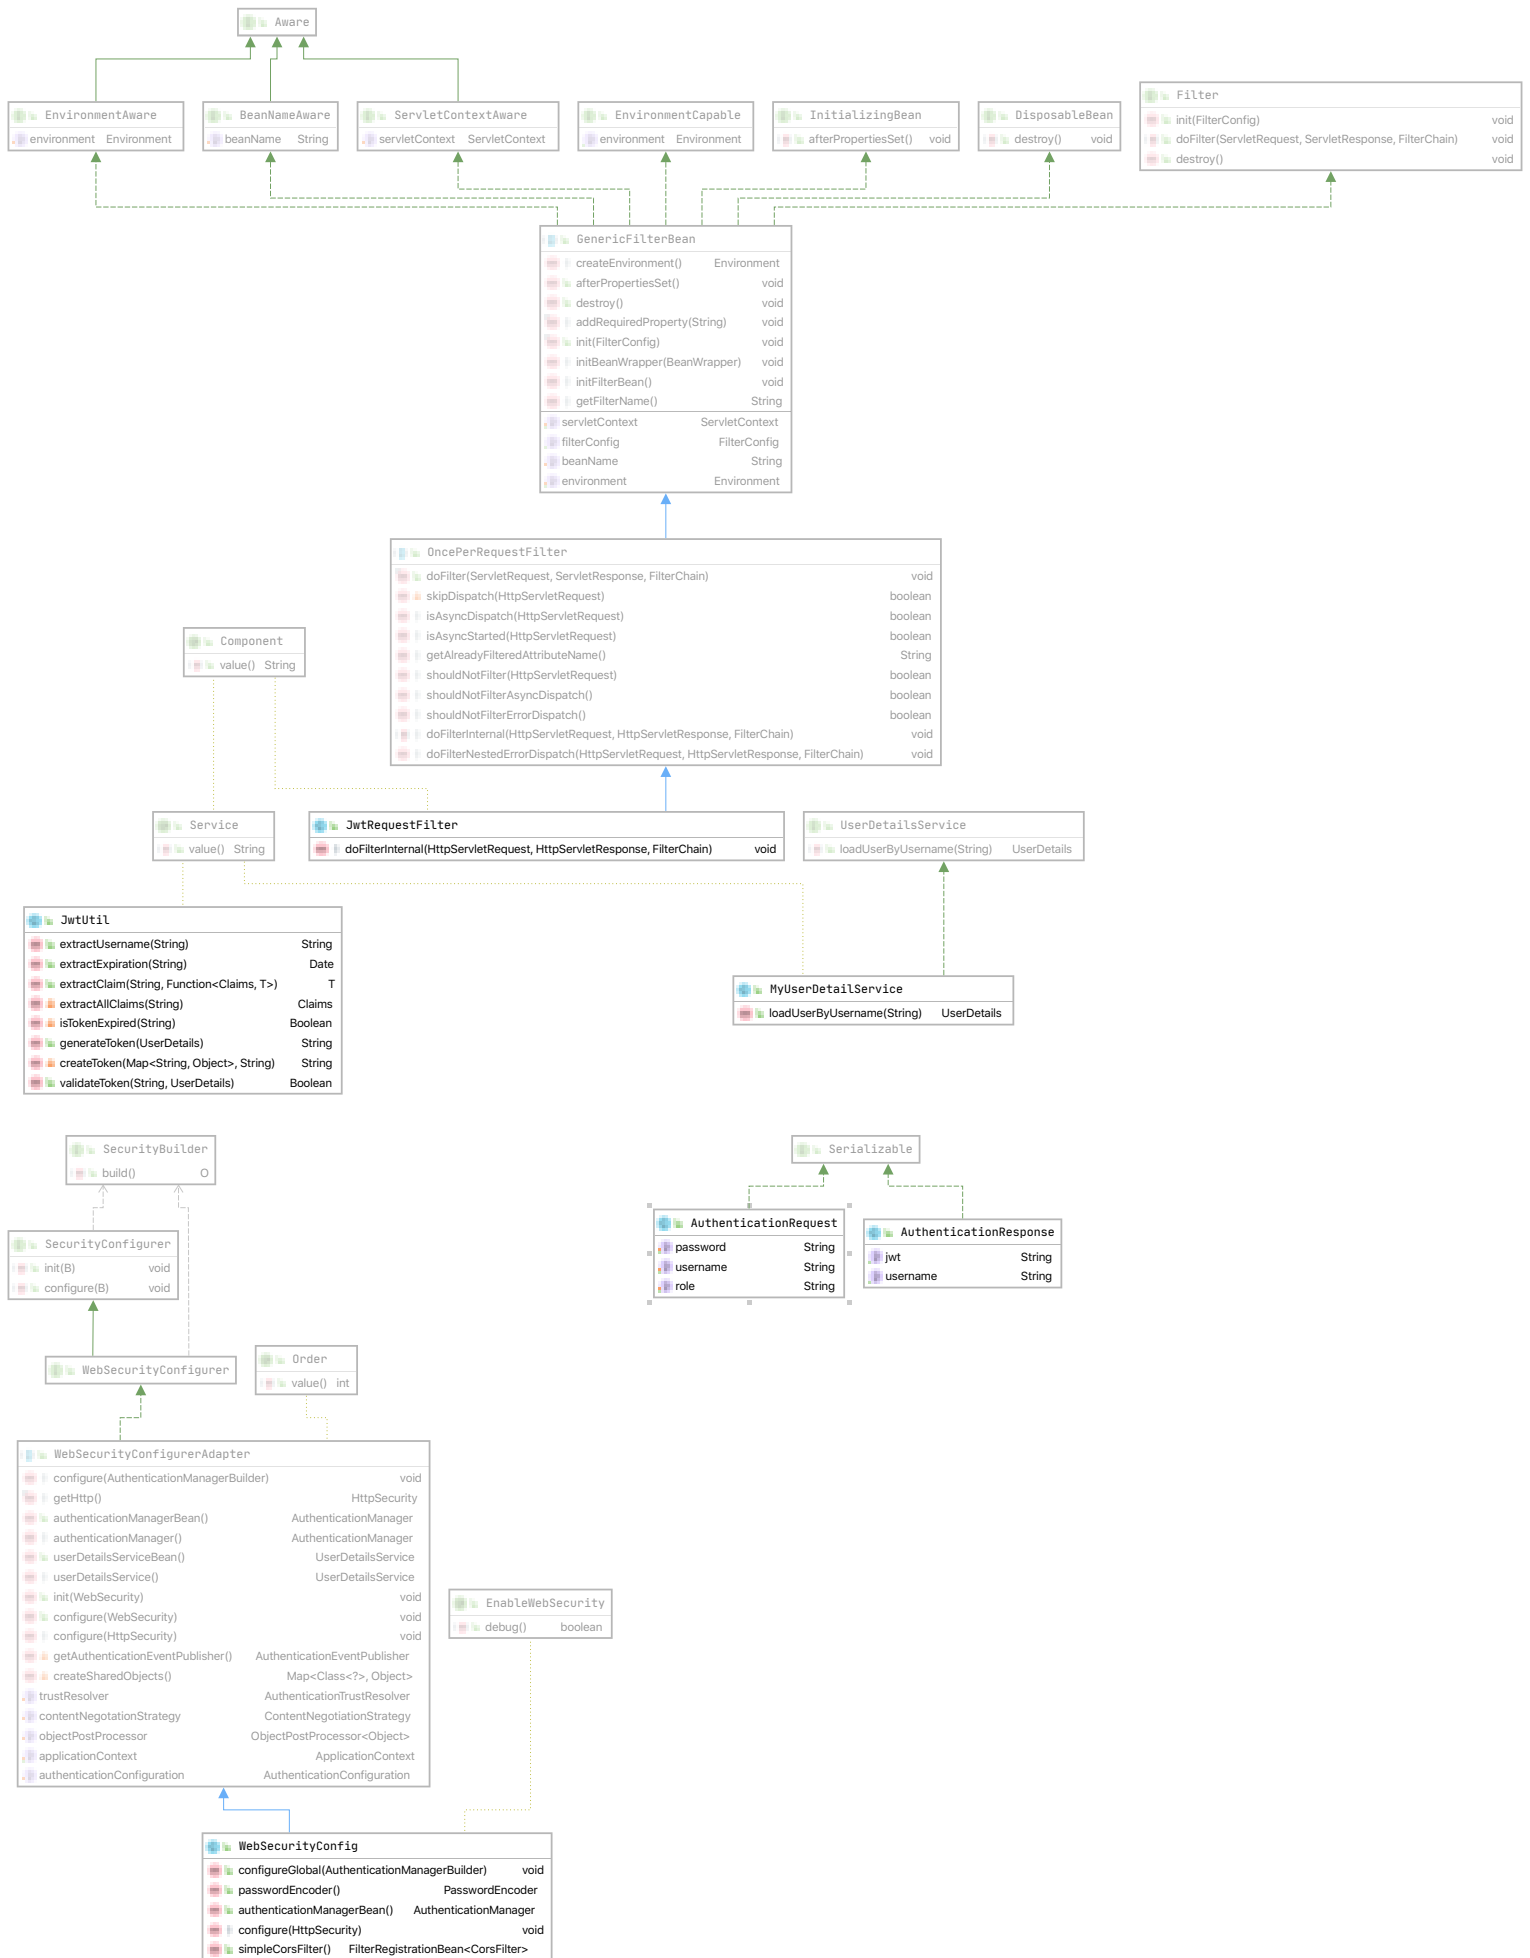 Aware
EnvironmentAware
environment Environment
BeanNameAware
beanName String
ServletContextAware
servletContext ServletContext
EnvironmentCapable
environment Environment
InitializingBean
afterPropertiesSet() void
DisposableBean
destroy() void
Filter
init(FilterConfig) void
doFilter(ServletRequest, ServletResponse, FilterChain) void
destroy() void
GenericFilterBean
createEnvironment() Environment
afterPropertiesSet() void
destroy() void
addRequiredProperty(String) void
init(FilterConfig) void
initBeanWrapper(BeanWrapper) void
initFilterBean() void
getFilterName() String
servletContext ServletContext
filterConfig FilterConfig
beanName String
environment Environment
OncePerRequestFilter
doFilter(ServletRequest, ServletResponse, FilterChain) void
skipDispatch(HttpServletRequest) boolean
isAsyncDispatch(HttpServletRequest) boolean
isAsyncStarted(HttpServletRequest) boolean
getAlreadyFilteredAttributeName() String
shouldNotFilter(HttpServletRequest) boolean
shouldNotFilterAsyncDispatch() boolean
shouldNotFilterErrorDispatch() boolean
doFilterInternal(HttpServletRequest, HttpServletResponse, FilterChain) void
doFilterNestedErrorDispatch(HttpServletRequest, HttpServletResponse, FilterChain) void
Component
value() String
Service
value() String
JwtRequestFilter
doFilterInternal(HttpServletRequest, HttpServletResponse, FilterChain) void
UserDetailsService
loadUserByUsername(String) UserDetails
JwtUtil
extractUsername(String) String
extractExpiration(String) Date
extractClaim(String, Function<Claims, T>) T
extractAllClaims(String) Claims
isTokenExpired(String) Boolean
generateToken(UserDetails) String
createToken(Map<String, Object>, String) String
validateToken(String, UserDetails) Boolean
MyUserDetailService
loadUserByUsername(String) UserDetails
SecurityBuilder
build() O
Serializable
SecurityConfigurer
init(B) void
configure(B) void
AuthenticationRequest
password String
username String
role String
AuthenticationResponse
jwt String
username String
WebSecurityConfigurer
Order
value() int
WebSecurityConfigurerAdapter
configure(AuthenticationManagerBuilder) void
getHttp() HttpSecurity
authenticationManagerBean() AuthenticationManager
authenticationManager() AuthenticationManager
userDetailsServiceBean() UserDetailsService
userDetailsService() UserDetailsService
init(WebSecurity) void
configure(WebSecurity) void
configure(HttpSecurity) void
getAuthenticationEventPublisher() AuthenticationEventPublisher
createSharedObjects() Map<Class<?>, Object>
trustResolver AuthenticationTrustResolver
contentNegotationStrategy ContentNegotiationStrategy
objectPostProcessor ObjectPostProcessor<Object>
applicationContext ApplicationContext
authenticationConfiguration AuthenticationConfiguration
EnableWebSecurity
debug() boolean
WebSecurityConfig
configureGlobal(AuthenticationManagerBuilder) void
passwordEncoder() PasswordEncoder
authenticationManagerBean() AuthenticationManager
configure(HttpSecurity) void
simpleCorsFilter() FilterRegistrationBean<CorsFilter>